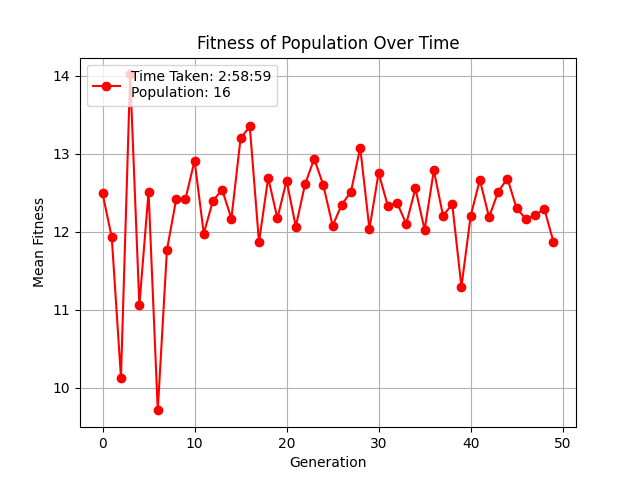 Fitness of Population Over Time
Time Taken: 2:58:59
Population: 16
14
13
12
11
10
Mean Fitness
0
10
20
30
40
50
Generation